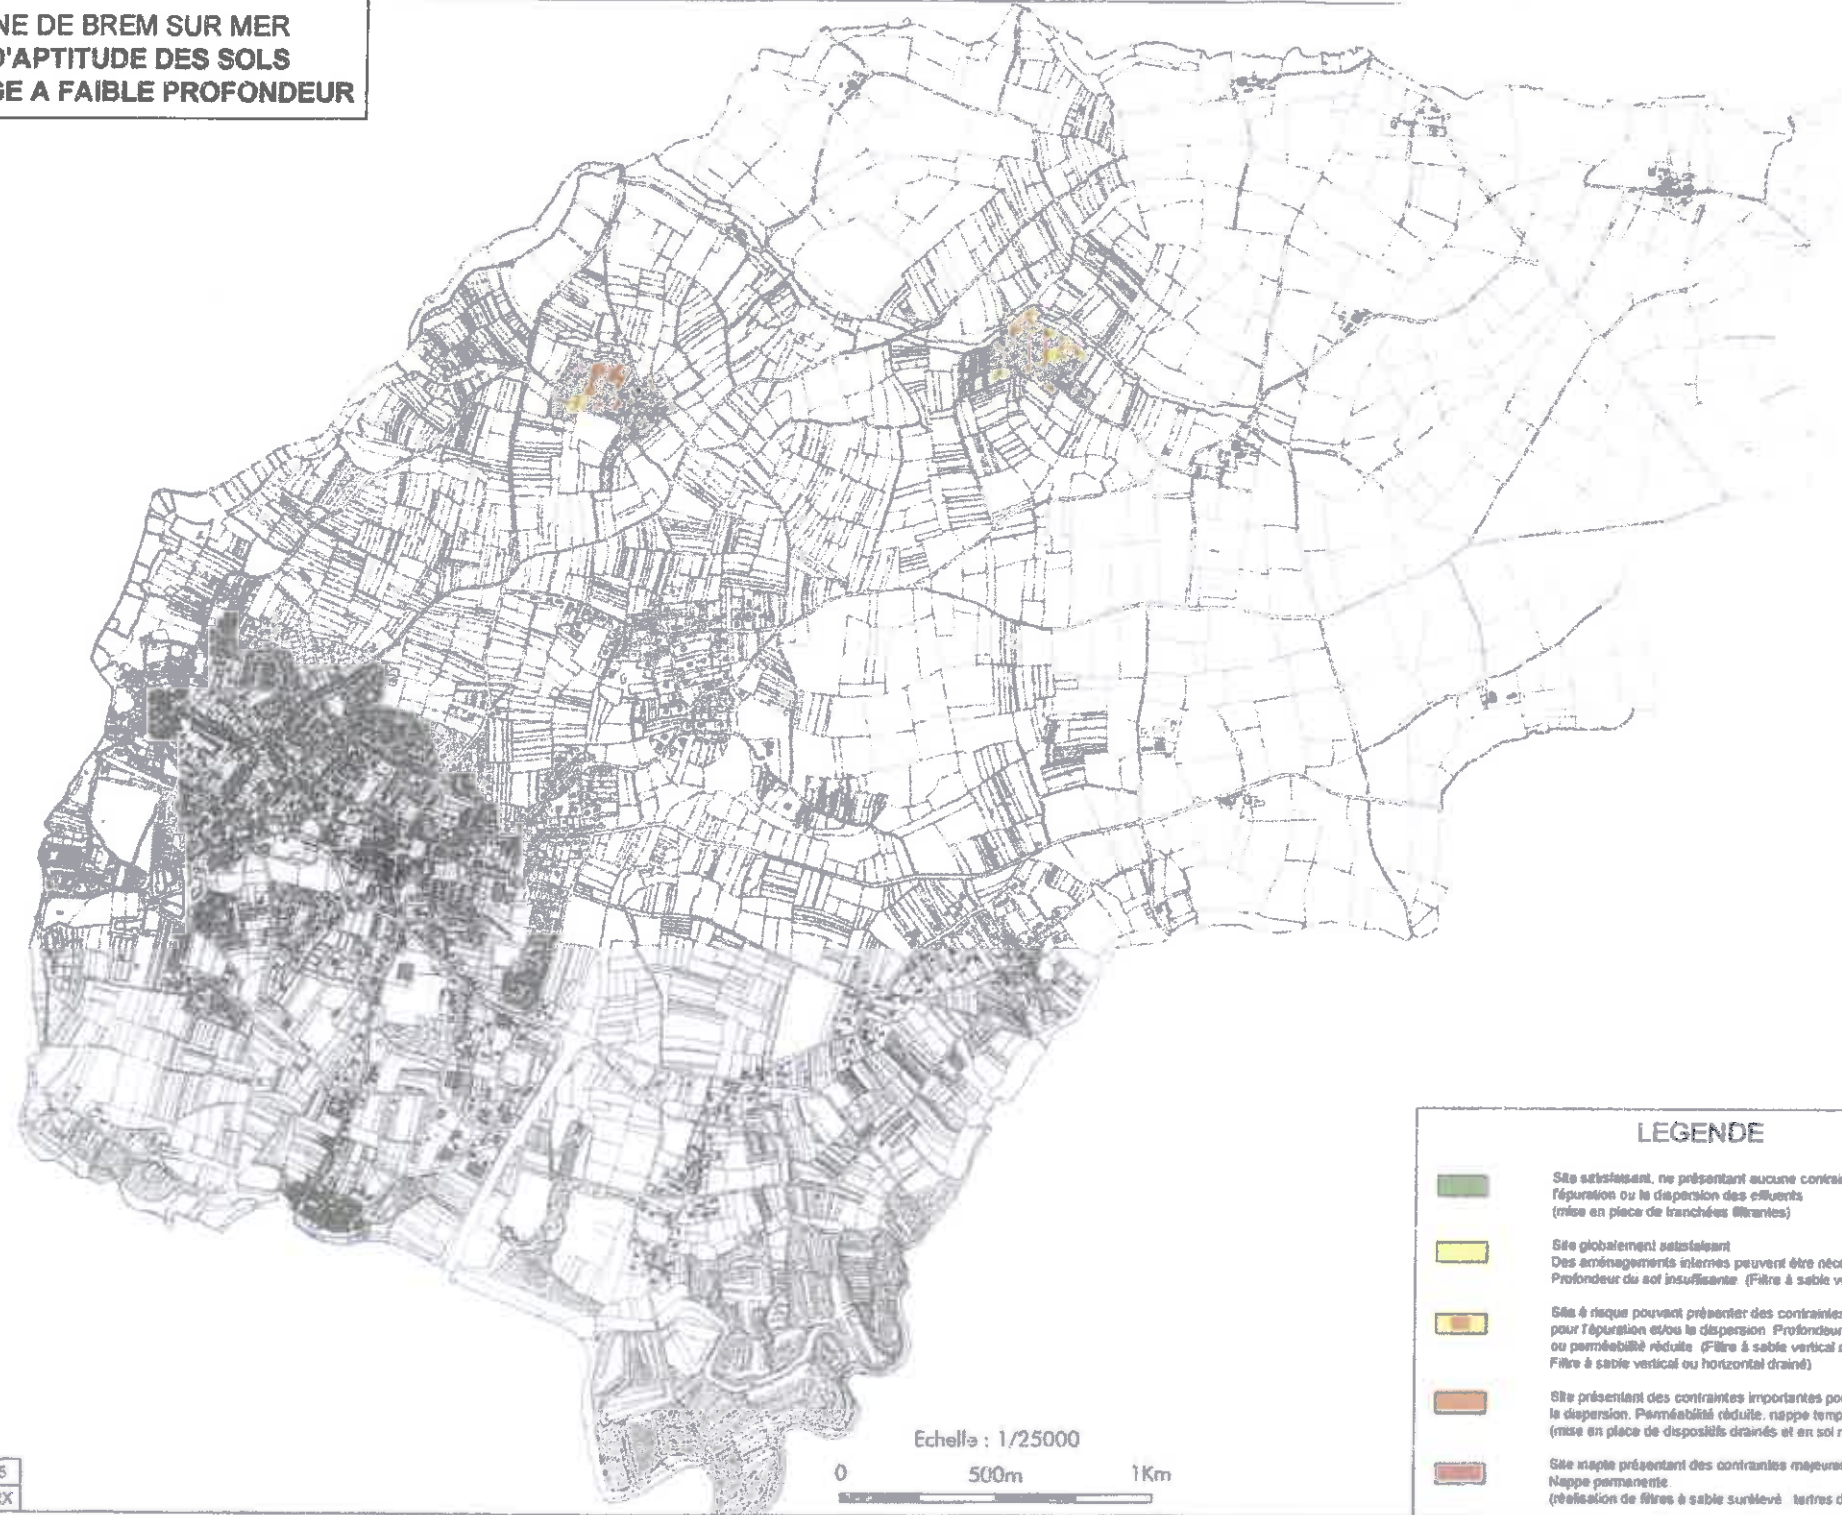 NE DE BREM SUR MER
D'APTITUDE DES SOLS
GE A FAIBLE PROFONDEUR
LEGENDE
Site satisfaisant, ne présentant aucune contrai
l'épuration ou la dispersion des effluents
(mise en place de tranchées filtrantes)
Site globalement satisfaisant
Des aménagements internes peuvent être néce
Profondeur du sol insuffisante (Filtre à sable ve
Site à risque pouvant présenter des contraintes
pour l'épuration et/ou la dispersion Profondeur
ou perméabilité réduite (Filtre à sable vertical
Filtre à sable vertical ou horizontal drainé)
Site présentant des contraintes importantes po
la dispersion. Perméabilité réduite, nappe temp
(mise en place de dispositifs drainés et en sol r
Site inapte présentant des contraintes majeures
Nappe permanente
(réalisation de filtres à sable surélevé tertres d
Echelle : 1/25000
0 500m 1Km
5
X